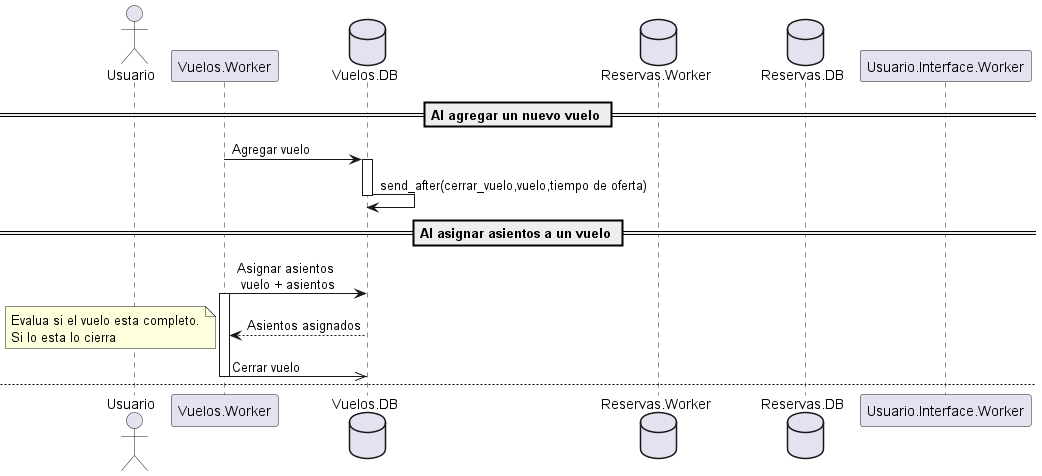 Usuario
Vuelos.Worker
Vuelos.DB
Reservas.Worker
Reservas.DB
Usuario.Interface.Worker
Al agregar un nuevo vuelo
Agregar vuelo
send_after(cerrar_vuelo,vuelo,tiempo de oferta)
Al asignar asientos a un vuelo
Asignar asientos
vuelo + asientos
Evalua si el vuelo esta completo.
Si lo esta lo cierra
Asientos asignados
Cerrar vuelo
Usuario
Vuelos.Worker
Vuelos.DB
Reservas.Worker
Reservas.DB
Usuario.Interface.Worker